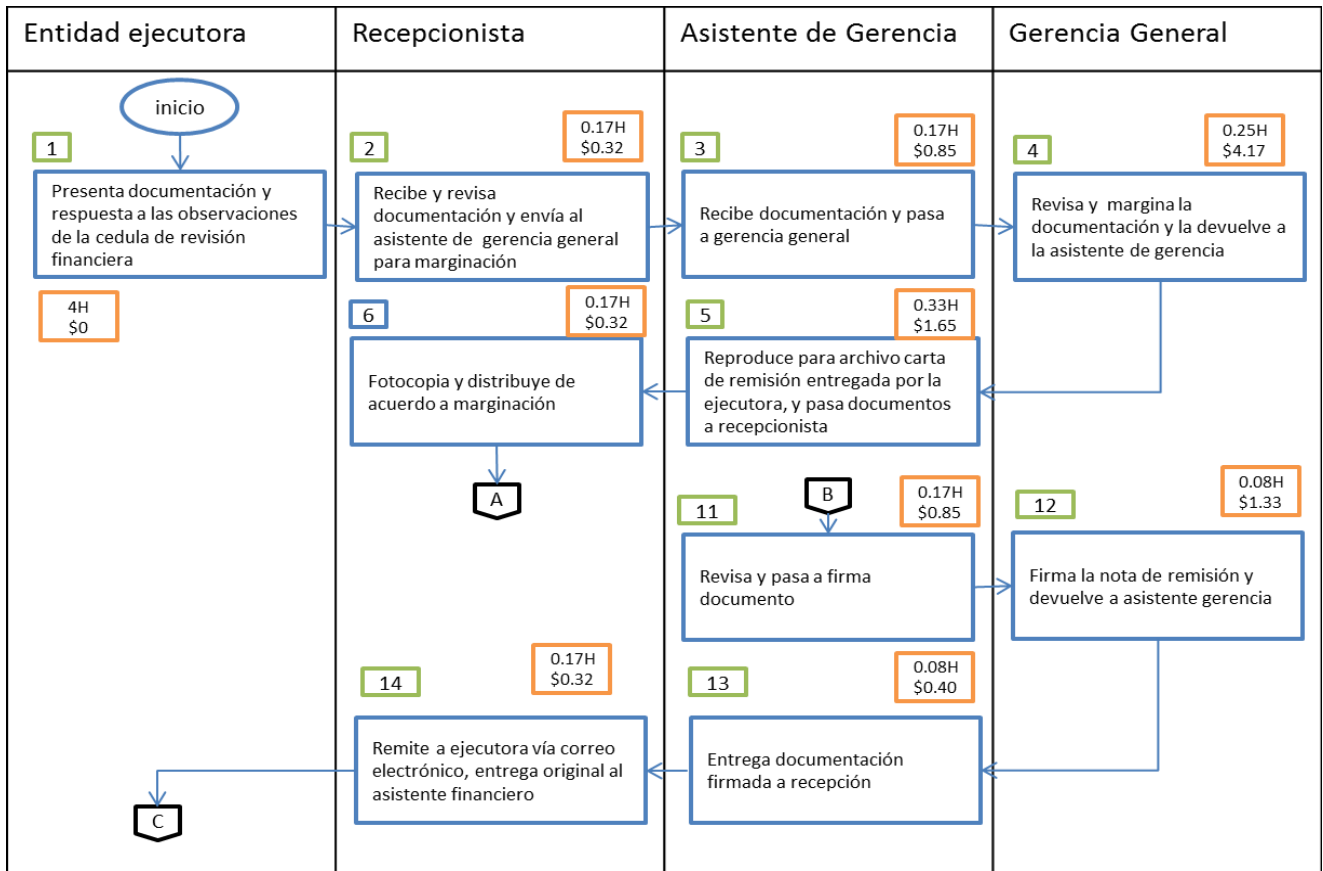 Entidad ejecutora
Recepcionista
Asistente de Gerencia
Gerencia General
inicio
1
Presenta documentación y
respuesta a las observaciones
de la cedula de revisión
financiera
4H
$0
2
0.17H
$0.32
Recibe y revisa
documentación y envía al
asistente de gerencia general
para marginación
3
0.17H
$0.85
Recibe documentación y pasa
a gerencia general
4
0.25H
$4.17
Revisa y margina la
documentación y la devuelve a
la asistente de gerencia
5
0.33H
$1.65
Reproduce para archivo carta
de remisión entregada por la
ejecutora, y pasa documentos
a recepcionista
6
0.17H
$0.32
Fotocopia y distribuye de
acuerdo a marginación
A
B
11
0.17H
$0.85
Revisa y pasa a firma
documento
12
0.08H
$1.33
Firma la nota de remisión y
devuelve a asistente gerencia
13
0.08H
$0.40
Entrega documentación
firmada a recepción
14
0.17H
$0.32
Remite a ejecutora vía correo
electrónico, entrega original al
asistente financiero
C